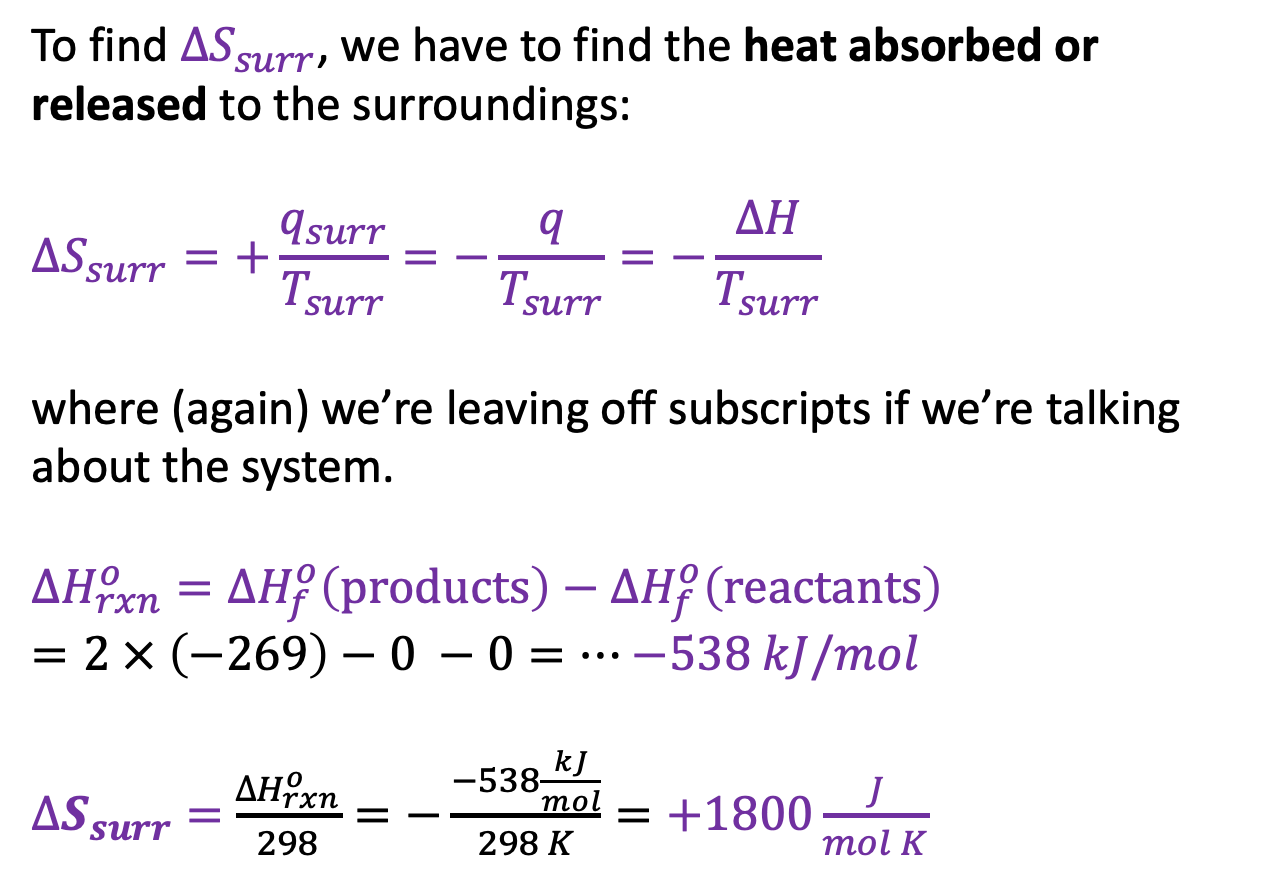 To find ΔS_surr, we have to find the heat absorbed or
released to the surroundings:
ΔS_surr = + q_surr / T_surr = − q / T_surr = − ΔH / T_surr
where (again) we’re leaving off subscripts if we’re talking
about the system.
ΔH°_rxn = ΔH°_f (products) − ΔH°_f (reactants)
= 2 × (−269) − 0 − 0 = ⋯ −538 kJ/mol
ΔS_surr = ΔH°_rxn / 298 = − −538 kJ/mol / 298 K = +1800 J / mol K